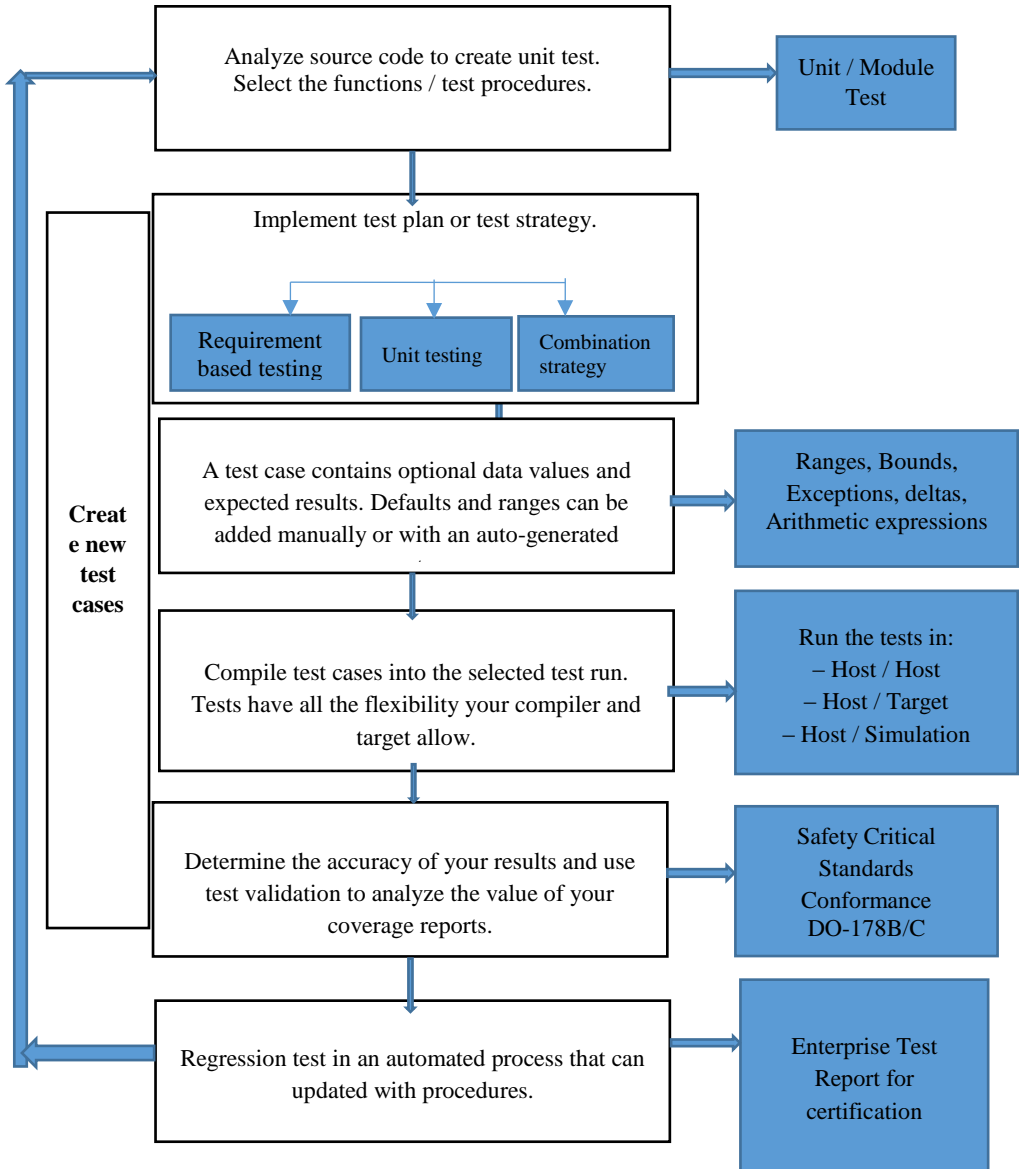 Analyze source code to create unit test.
Select the functions / test procedures.
Unit / Module
Test
Implement test plan or test strategy.
Requirement
based testing
Unit testing
Combination
strategy
Creat
e new
test
cases
A test case contains optional data values and
expected results. Defaults and ranges can be
added manually or with an auto-generated
Ranges, Bounds,
Exceptions, deltas,
Arithmetic expressions
Compile test cases into the selected test run.
Tests have all the flexibility your compiler and
target allow.
Run the tests in:
– Host / Host
– Host / Target
– Host / Simulation
Determine the accuracy of your results and use
test validation to analyze the value of your
coverage reports.
Safety Critical
Standards
Conformance
DO-178B/C
Regression test in an automated process that can
updated with procedures.
Enterprise Test
Report for
certification